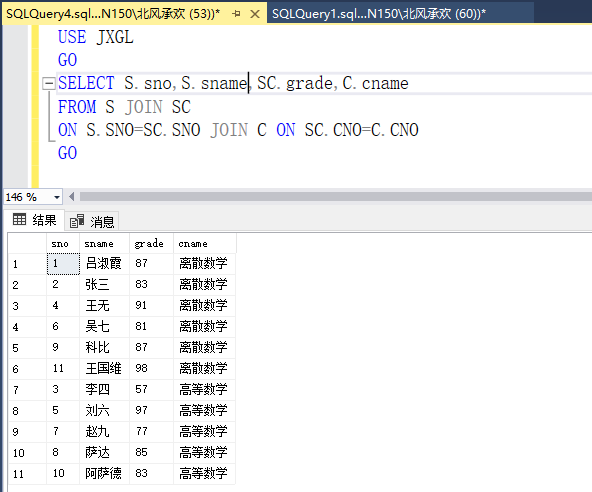 SQLQuery4.sql...N150\北风承欢 (53))* SQLQuery1.sql...N150\北风承欢 (60))*
USE JXGL
GO
SELECT S.sno,S.sname,SC.grade,C.cname
FROM S JOIN SC
ON S.SNO=SC.SNO JOIN C ON SC.CNO=C.CNO
GO
146 %
结果 消息
sno sname grade cname
1 1 吕淑霞 87 离散数学
2 2 张三 83 离散数学
3 4 王无 91 离散数学
4 6 吴七 81 离散数学
5 9 科比 87 离散数学
6 11 王国维 98 离散数学
7 3 李四 57 高等数学
8 5 刘六 97 高等数学
9 7 赵九 77 高等数学
10 8 萨达 85 高等数学
11 10 阿萨德 83 高等数学